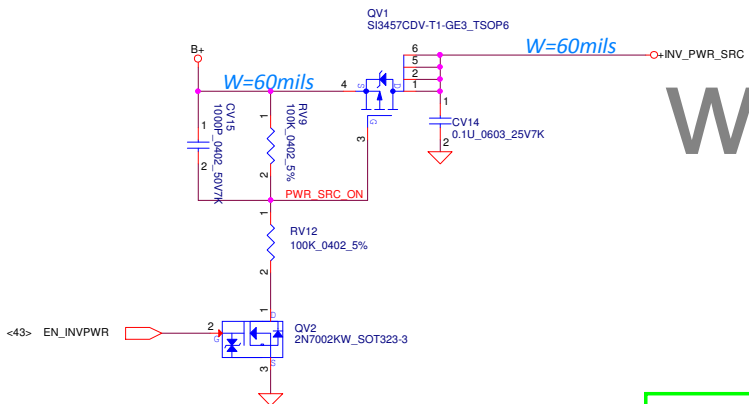 QV1
SI3457CDV-T1-GE3_TSOP6
B+
W=60mils
4
S
D
G
3
6
5
2
1
W=60mils
+INV_PWR_SRC
W
1
2
CV15
1000P_0402_50V7K
1
2
RV9
100K_0402_5%
1
2
CV14
0.1U_0603_25V7K
PWR_SRC_ON
1
2
RV12
100K_0402_5%
<43> EN_INVPWR
2
G
1
D
S
3
QV2
2N7002KW_SOT323-3